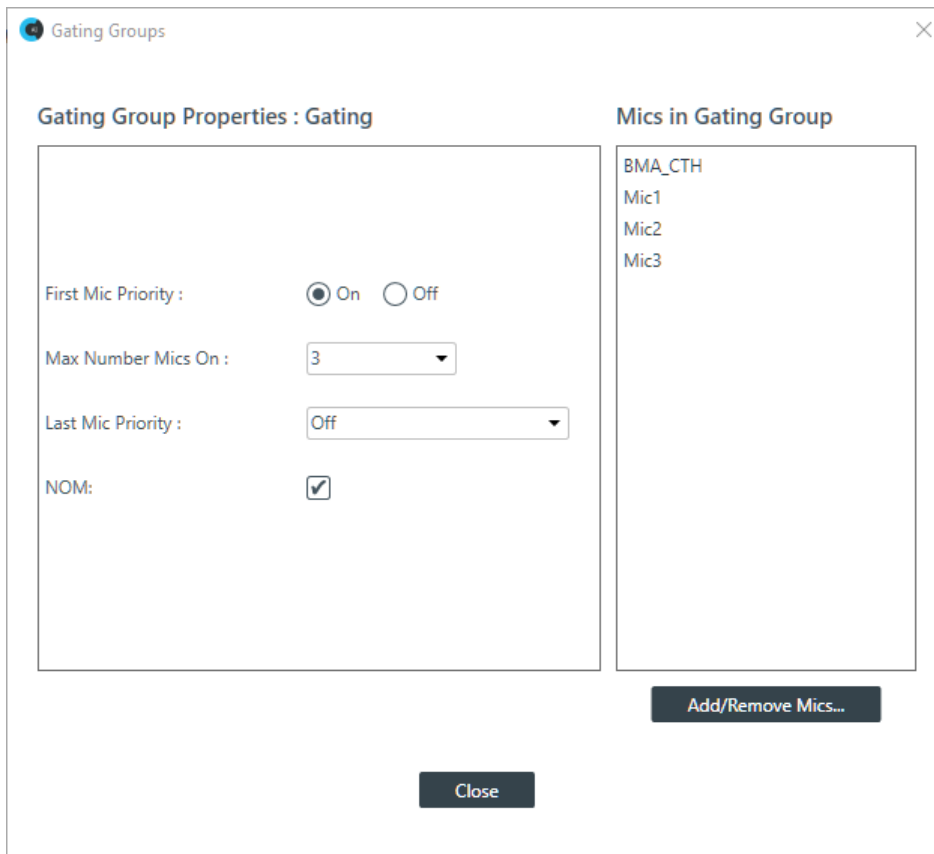 Gating Groups
Gating Group Properties : Gating
First Mic Priority : On Off
Max Number Mics On : 3
Last Mic Priority : Off
NOM:
Mics in Gating Group
BMA_CTH
Mic1
Mic2
Mic3
Add/Remove Mics...
Close